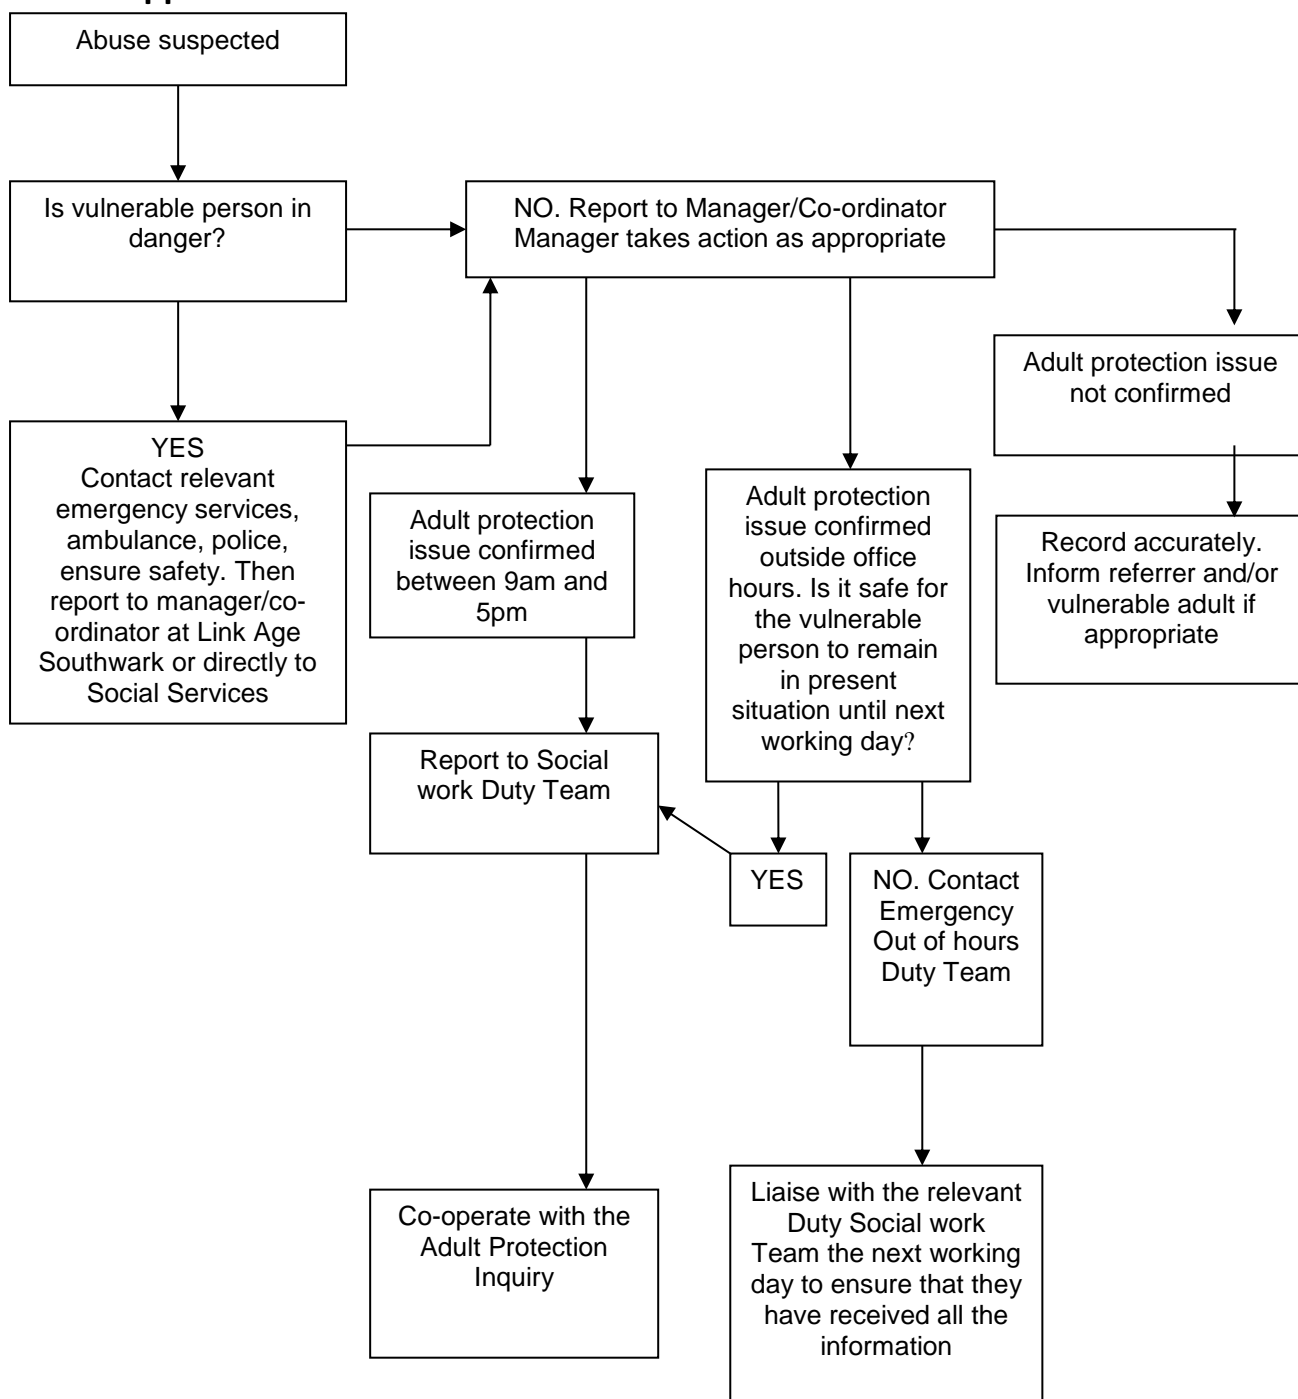 Abuse suspected
Is vulnerable person in
danger?
NO. Report to Manager/Co-ordinator
Manager takes action as appropriate
Adult protection issue
not confirmed
YES
Contact relevant
emergency services,
ambulance, police,
ensure safety. Then
report to manager/co-
ordinator at Link Age
Southwark or directly to
Social Services
Adult protection
issue confirmed
between 9am and
5pm
Adult protection
issue confirmed
outside office
hours. Is it safe for
the vulnerable
person to remain
in present
situation until next
working day?
Record accurately.
Inform referrer and/or
vulnerable adult if
appropriate
Report to Social
work Duty Team
YES
NO. Contact
Emergency
Out of hours
Duty Team
Co-operate with the
Adult Protection
Inquiry
Liaise with the relevant
Duty Social work
Team the next working
day to ensure that they
have received all the
information